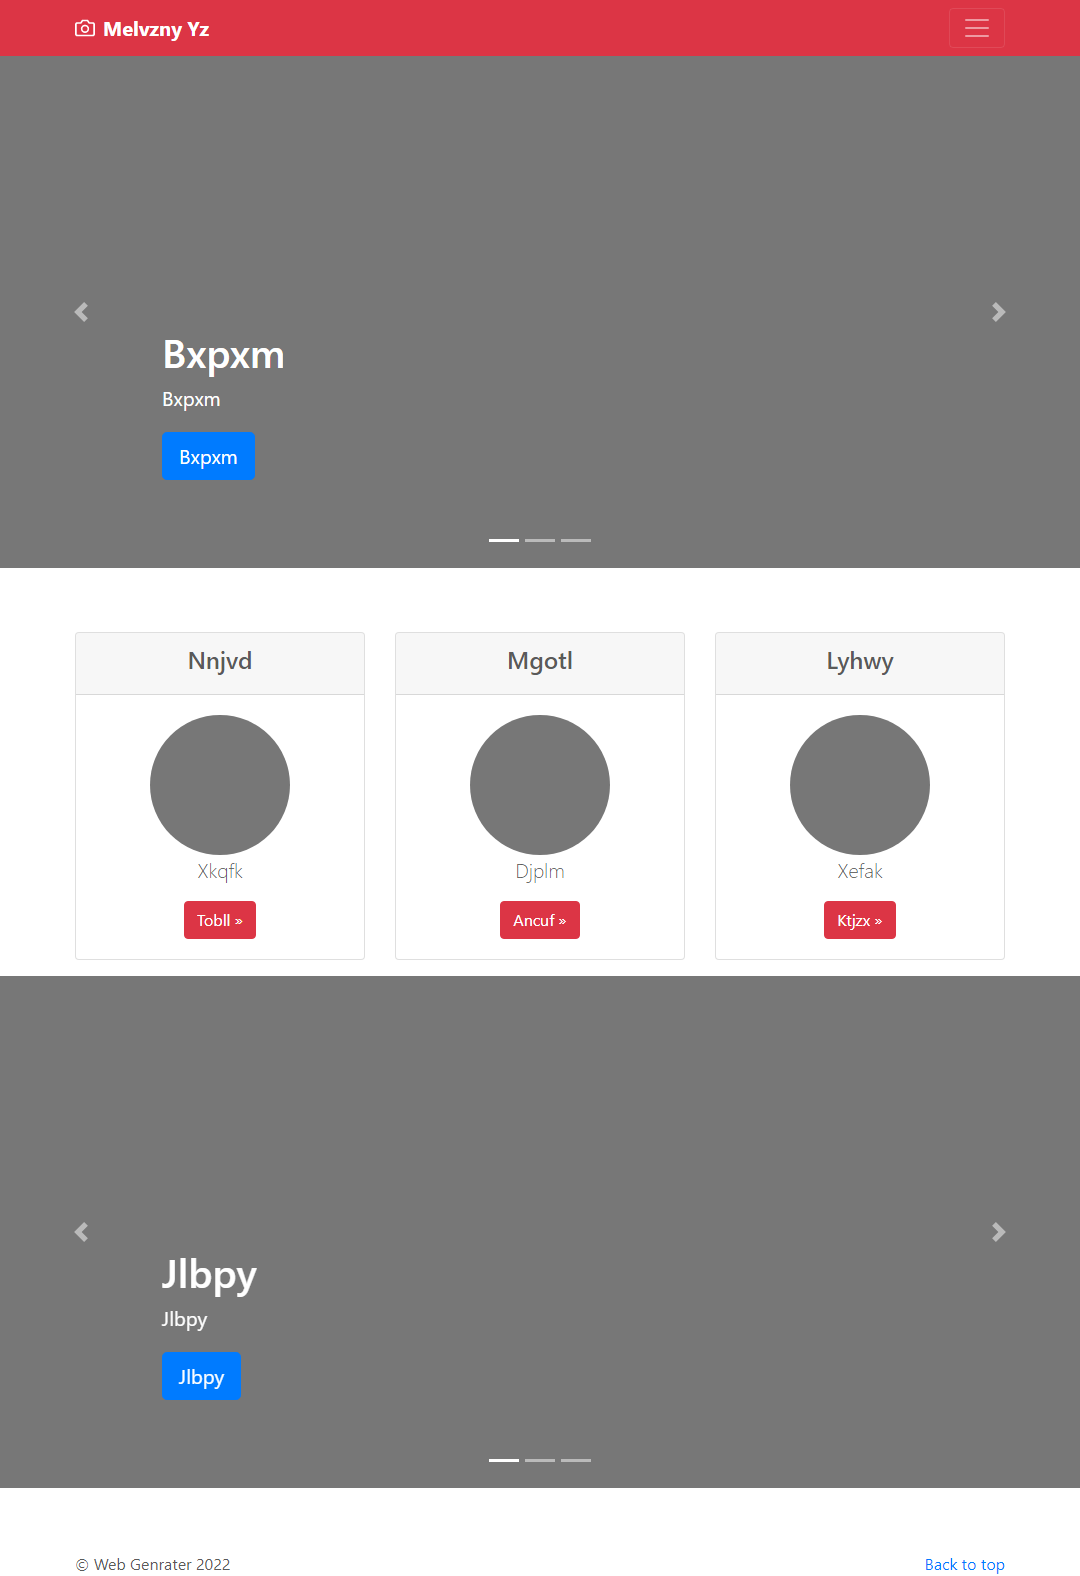 Melvzny Yz
Bxpxm
Bxpxm
Bxpxm
Nnjvd
Mgotl
Lyhwy
Xkqfk
Djplm
Xefak
Tobll »
Ancuf »
Ktjzx »
Jlbpy
Jlbpy
Jlbpy
© Web Genrater 2022
Back to top